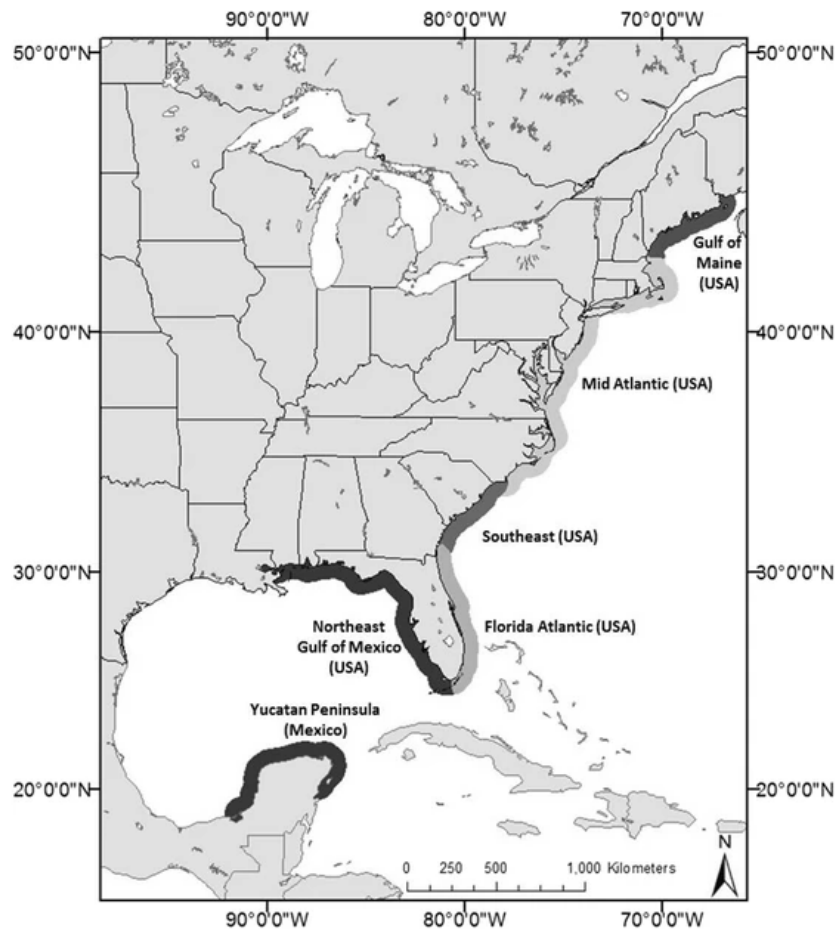 90°0'0"W 80°0'0"W 70°0'0"W
50°0'0"N 50°0'0"N
Gulf of
Maine
(USA)
40°0'0"N 40°0'0"N
Mid Atlantic (USA)
Southeast (USA)
30°0'0"N 30°0'0"N
Northeast
Gulf of Mexico
(USA)
Florida Atlantic (USA)
Yucatan Peninsula
(Mexico)
20°0'0"N 20°0'0"N
N
0 250 500 1,000 Kilometers
90°0'0"W 80°0'0"W 70°0'0"W